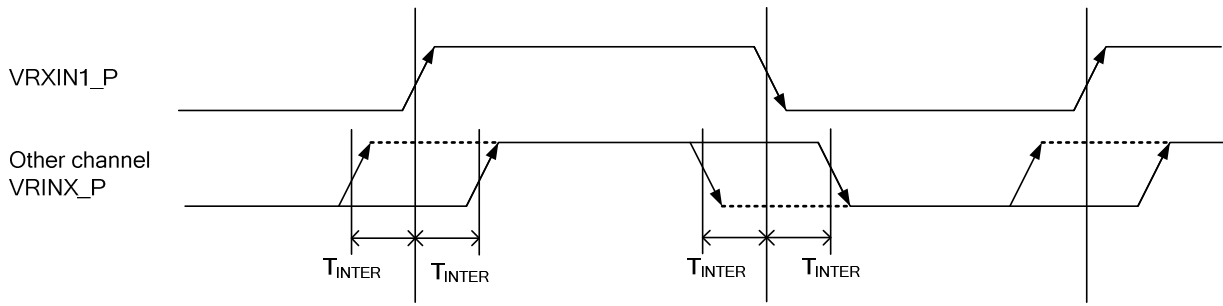 VRXIN1_P
Other channel
VRINX_P
TINTER
TINTER
TINTER
TINTER